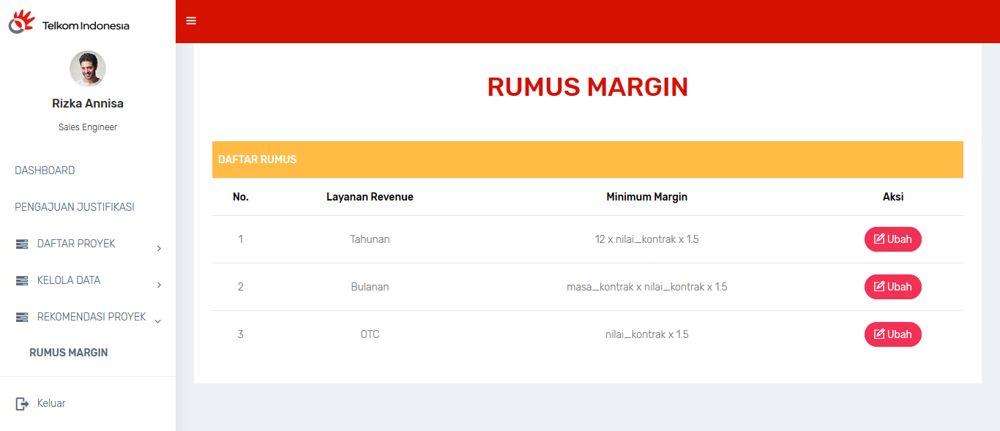 Telkom Indonesia
Rizka Annisa
Sales Engineer
DASHBOARD
PENGAJUAN JUSTIFIKASI
DAFTAR PROYEK
KELOLA DATA
REKOMENDASI PROYEK
RUMUS MARGIN
Keluar
RUMUS MARGIN
DAFTAR RUMUS
No. Layanan Revenue Minimum Margin Aksi
1 Tahunan 12 x nilai_kontrak x 1.5 Ubah
2 Bulanan masa_kontrak x nilai_kontrak x 1.5 Ubah
3 OTC nilai_kontrak x 1.5 Ubah